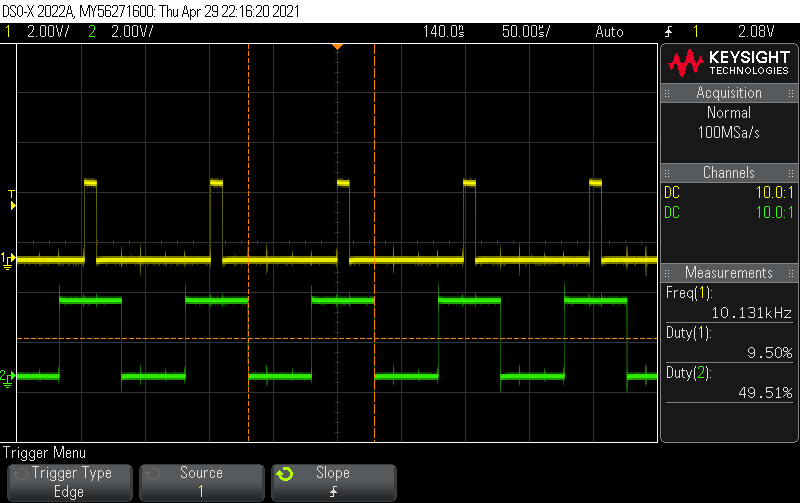 DSO-X 2022A, MY56271600: Thu Apr 29 22:16:20 2021
1 2.00V/ 2 2.00V/ 140.0s 50.00s/ Auto 1 2.08V
KEYSIGHT
TECHNOLOGIES
Acquisition
Normal
100MSa/s
Channels
DC 10.0:1
DC 10.0:1
Measurements
Freq(1):
10.131kHz
Duty(1):
9.50%
Duty(2):
49.51%
T
1
2
Trigger Menu
Trigger Type
Edge
Source
1
Slope